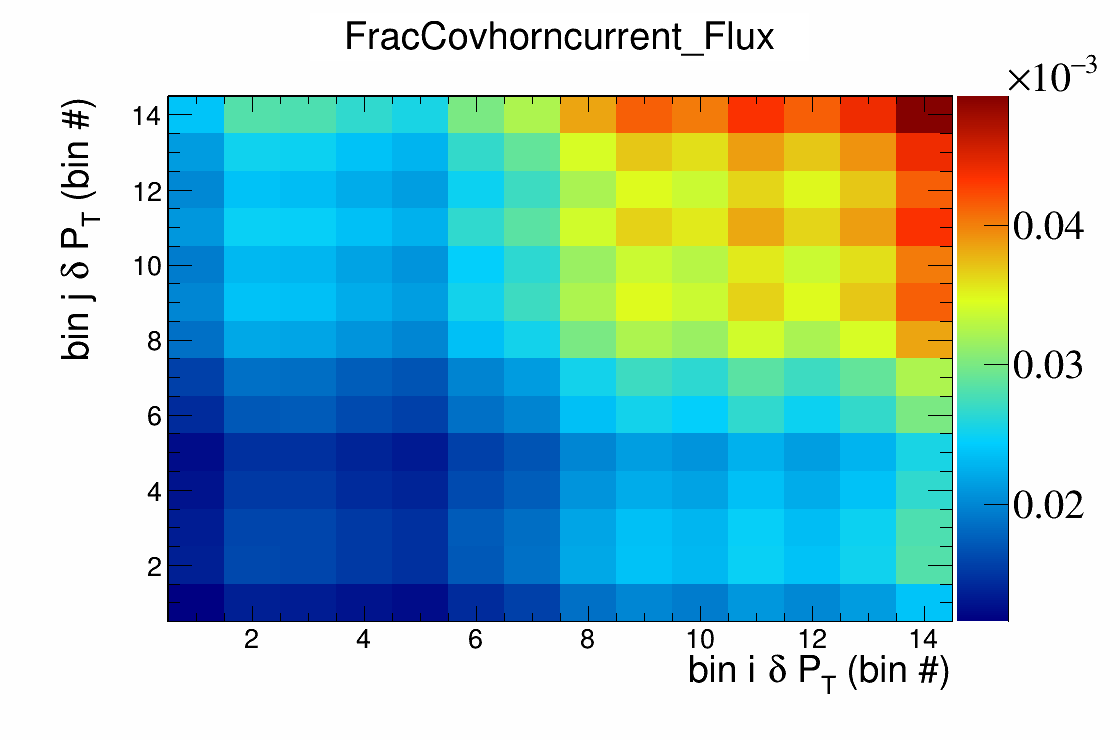 FracCovhorncurrent_Flux
×10⁻³
bin j δ P_T (bin #)
14
12
10
8
6
4
2
0.04
0.03
0.02
2 4 6 8 10 12 14
bin i δ P_T (bin #)